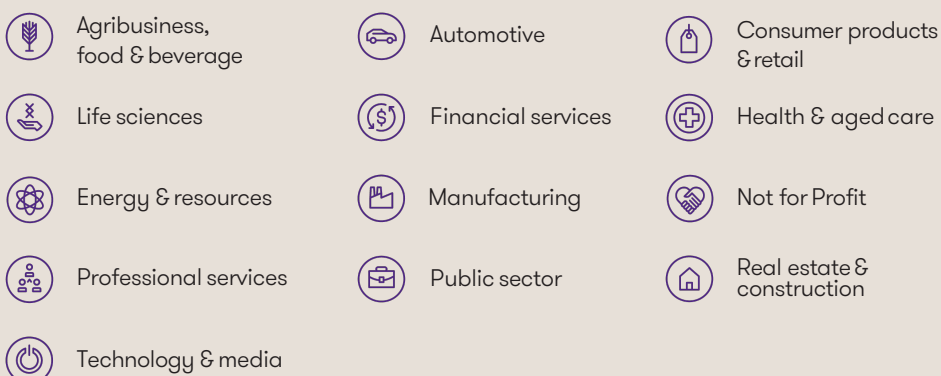 Agribusiness,
food & beverage
Automotive
Consumer products
& retail
Life sciences
Financial services
Health & aged care
Energy & resources
Manufacturing
Not for Profit
Professional services
Public sector
Real estate &
construction
Technology & media